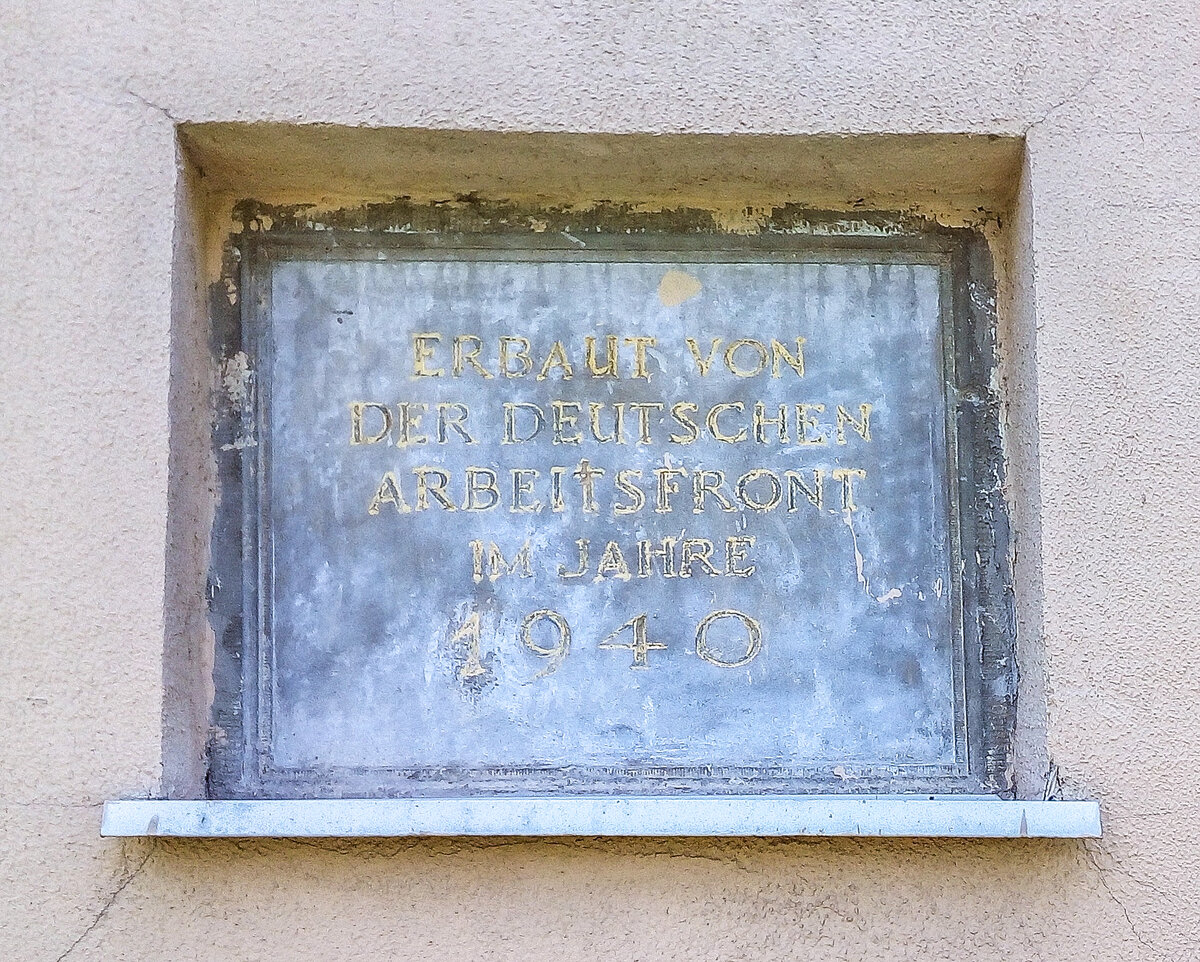 ERBAUT VON
DER DEUTSCHEN
ARBEITSFRONT
IM JAHRE
1940